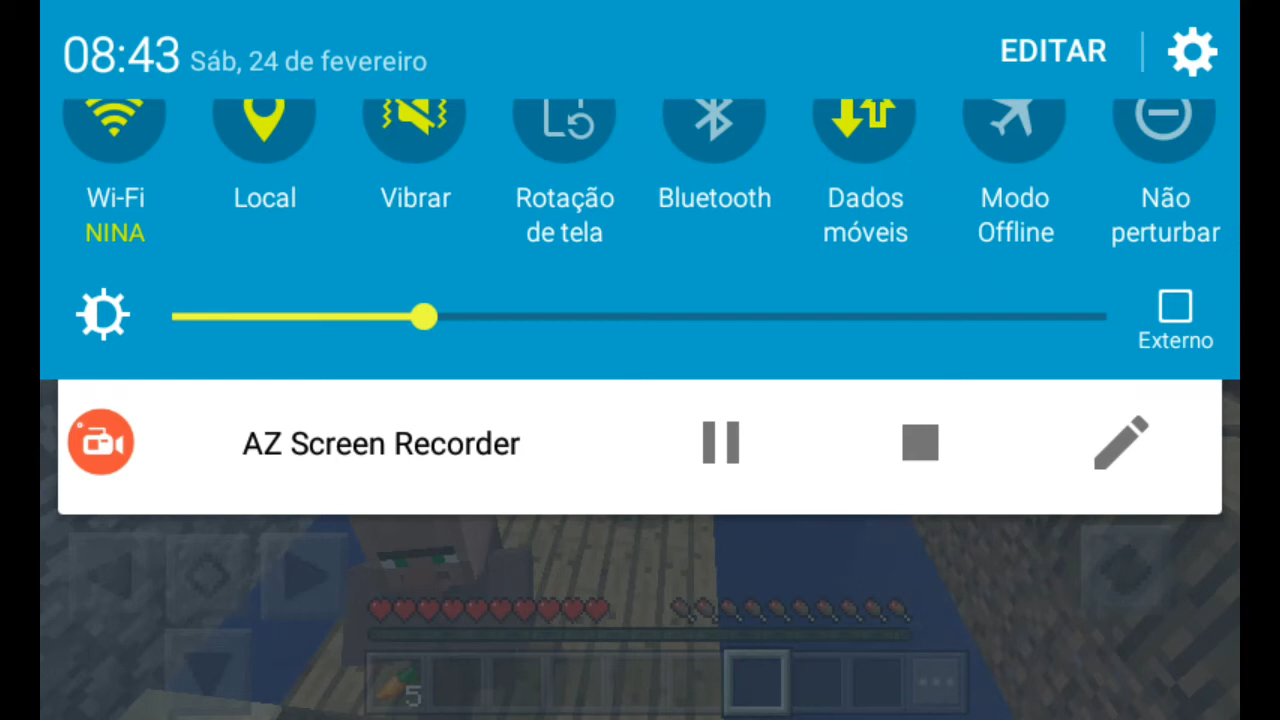 08:43 Sáb, 24 de fevereiro
EDITAR
Wi-Fi
NINA
Local
Vibrar
Rotação
de tela
Bluetooth
Dados
móveis
Modo
Offline
Não
perturbar
Externo
AZ Screen Recorder
5